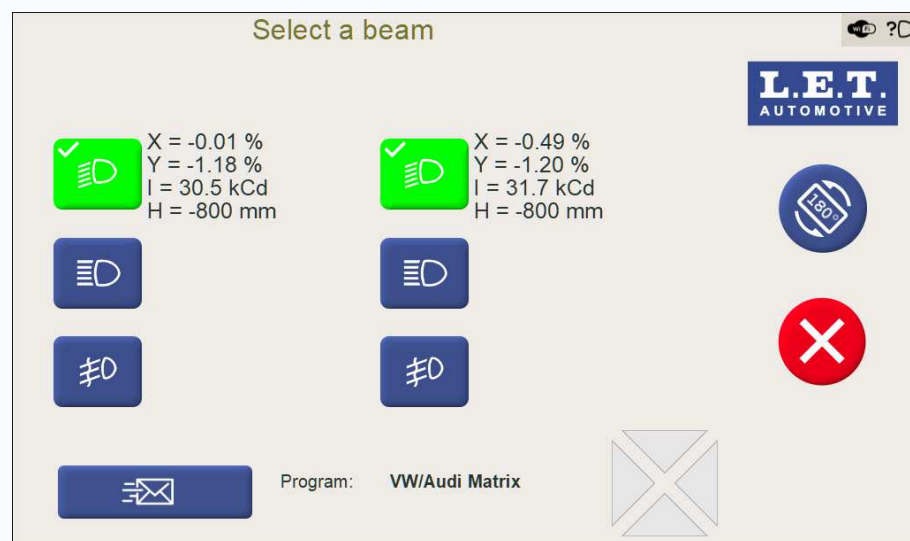 Select a beam
WiFi ?
L.E.T.
AUTOMOTIVE
X = -0.01 %
Y = -1.18 %
I = 30.5 kCd
H = -800 mm
X = -0.49 %
Y = -1.20 %
I = 31.7 kCd
H = -800 mm
180°
Program: VW/Audi Matrix